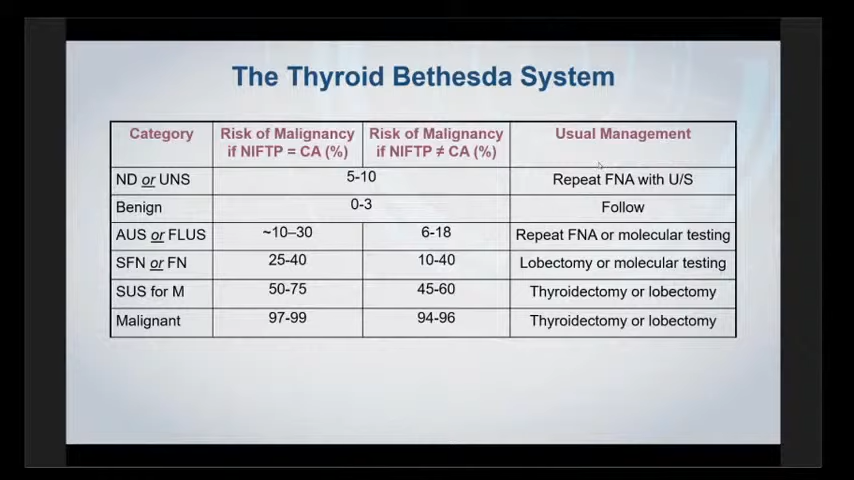 The Thyroid Bethesda System
Category Risk of Malignancy if NIFTP = CA (%) Risk of Malignancy if NIFTP ≠ CA (%) Usual Management
ND or UNS 5-10 Repeat FNA with U/S
Benign 0-3 Follow
AUS or FLUS ~10–30 6-18 Repeat FNA or molecular testing
SFN or FN 25-40 10-40 Lobectomy or molecular testing
SUS for M 50-75 45-60 Thyroidectomy or lobectomy
Malignant 97-99 94-96 Thyroidectomy or lobectomy